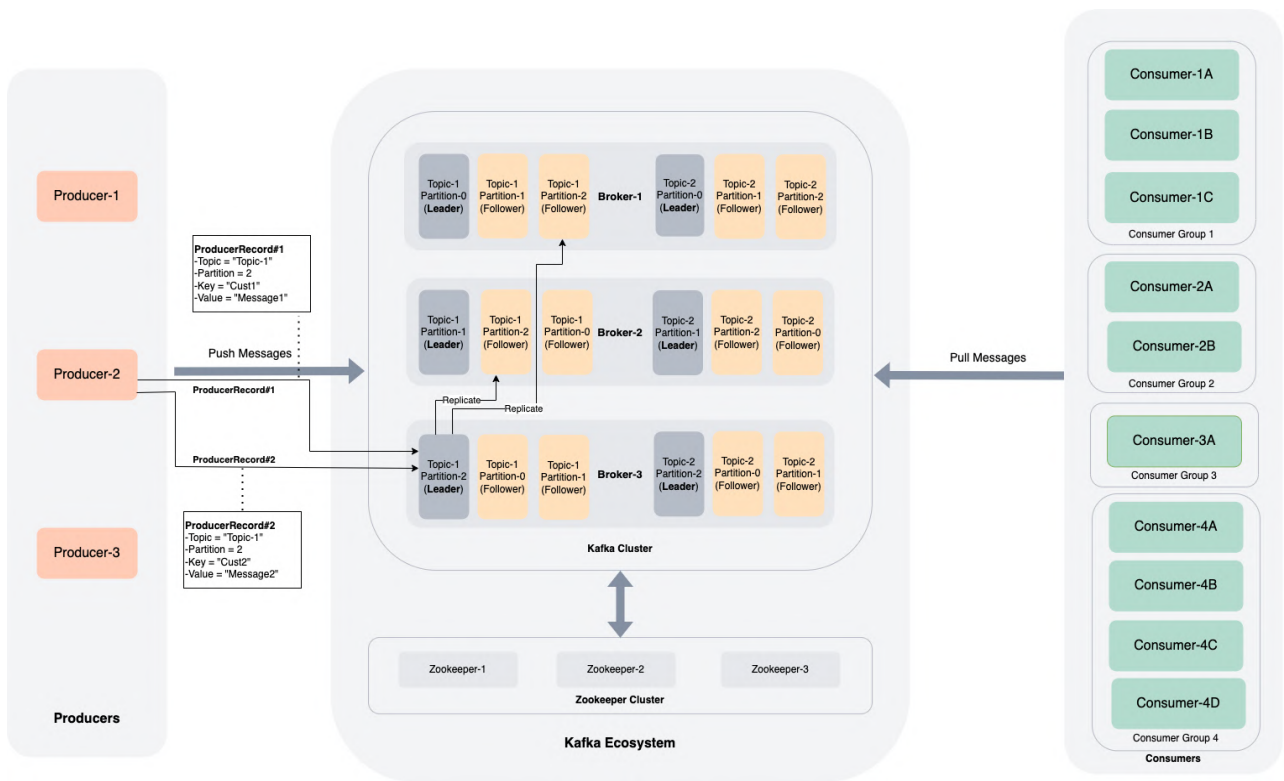 Producer-1
Producer-2
Producer-3
Producers
ProducerRecord#1
-Topic = "Topic-1"
-Partition = 2
-Key = "Cust1"
-Value = "Message1"
Push Messages
ProducerRecord#1
ProducerRecord#2
ProducerRecord#2
-Topic = "Topic-1"
-Partition = 2
-Key = "Cust2"
-Value = "Message2"
Topic-1
Partition-0
(Leader)
Topic-1
Partition-1
(Follower)
Topic-1
Partition-2
(Follower)
Broker-1
Topic-2
Partition-0
(Leader)
Topic-2
Partition-1
(Follower)
Topic-2
Partition-2
(Follower)
Topic-1
Partition-1
(Leader)
Topic-1
Partition-2
(Follower)
Topic-1
Partition-0
(Follower)
Broker-2
Topic-2
Partition-1
(Leader)
Topic-2
Partition-2
(Follower)
Topic-2
Partition-0
(Follower)
Replicate
Replicate
Topic-1
Partition-2
(Leader)
Topic-1
Partition-0
(Follower)
Topic-1
Partition-1
(Follower)
Broker-3
Topic-2
Partition-2
(Leader)
Topic-2
Partition-0
(Follower)
Topic-2
Partition-1
(Follower)
Kafka Cluster
Zookeeper-1
Zookeeper-2
Zookeeper-3
Zookeeper Cluster
Kafka Ecosystem
Pull Messages
Consumer-1A
Consumer-1B
Consumer-1C
Consumer Group 1
Consumer-2A
Consumer-2B
Consumer Group 2
Consumer-3A
Consumer Group 3
Consumer-4A
Consumer-4B
Consumer-4C
Consumer-4D
Consumer Group 4
Consumers